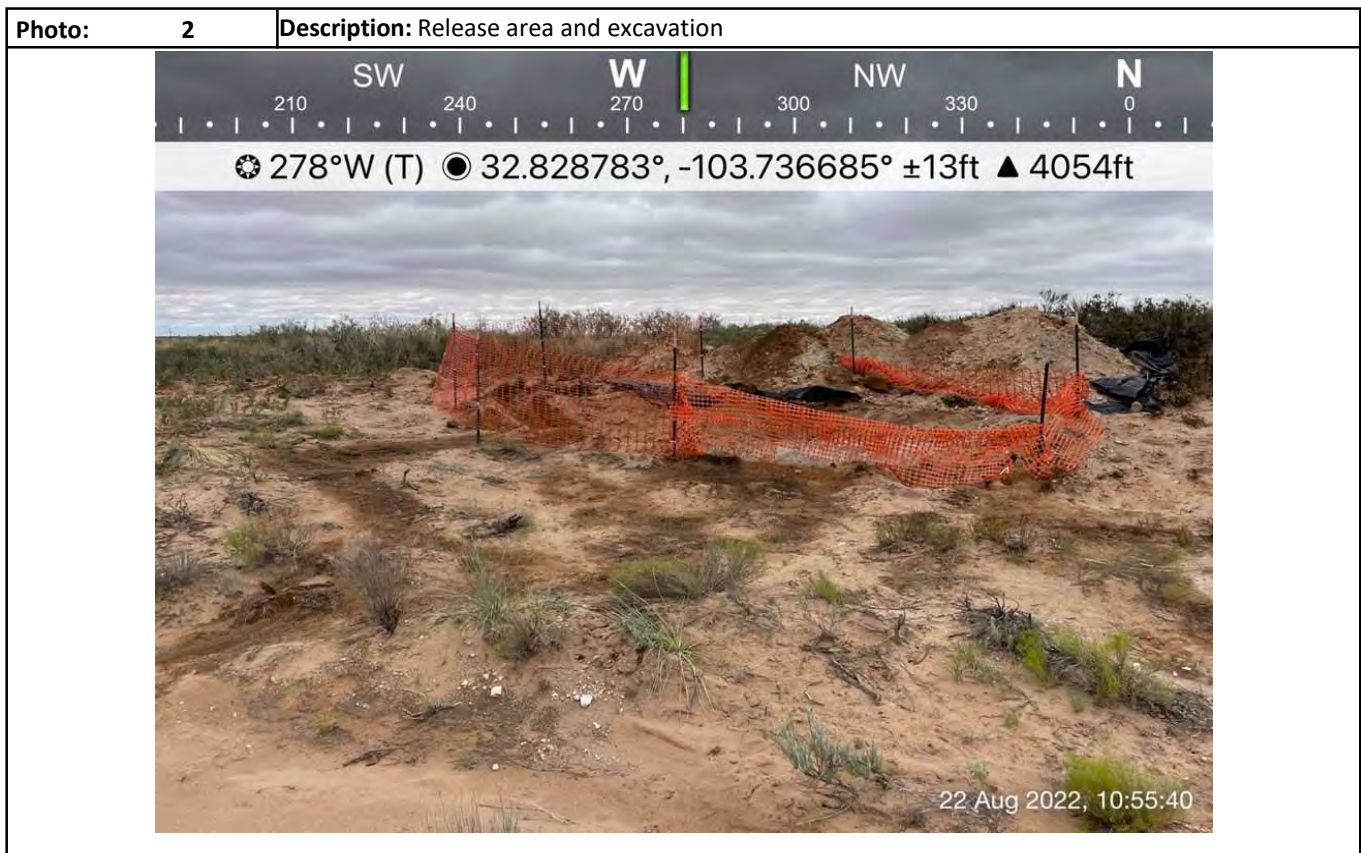 Photo: 2 Description: Release area and excavation
SW W NW N
210 240 270 300 330 0
278°W (T) 32.828783°, -103.736685° ±13ft ▲ 4054ft
22 Aug 2022, 10:55:40